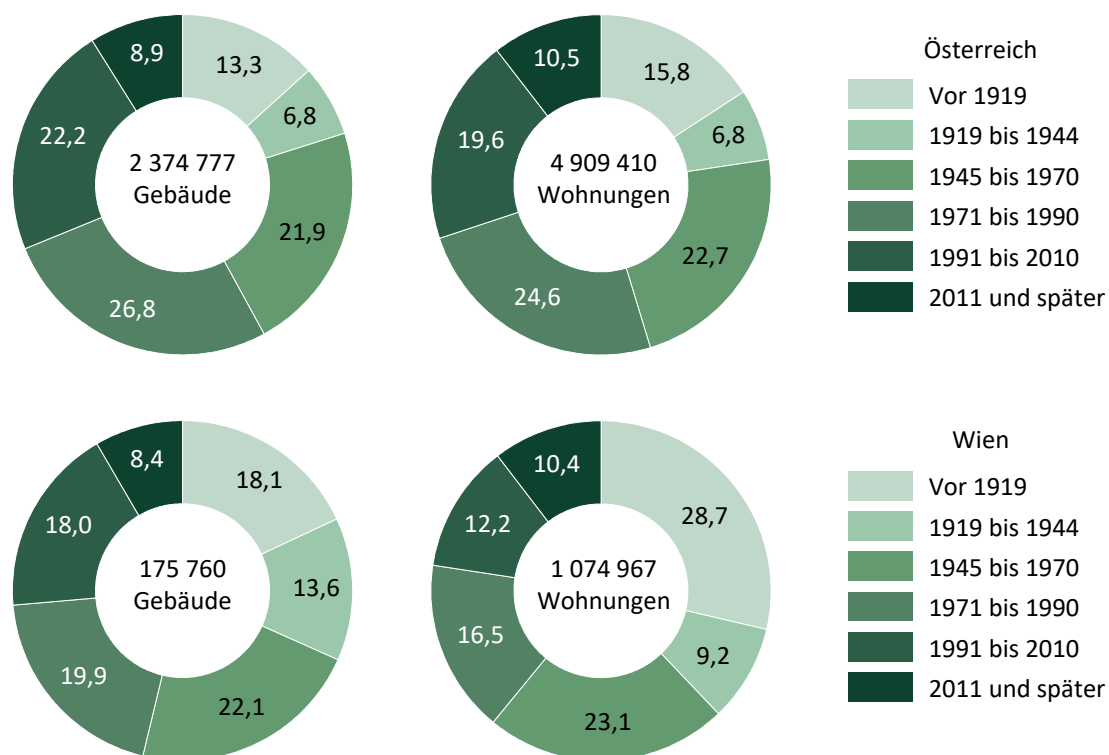 8,9
13,3
6,8
21,9
26,8
22,2
2 374 777
Gebäude
10,5
15,8
6,8
22,7
24,6
19,6
4 909 410
Wohnungen
Österreich
Vor 1919
1919 bis 1944
1945 bis 1970
1971 bis 1990
1991 bis 2010
2011 und später
8,4
18,1
13,6
22,1
19,9
18,0
175 760
Gebäude
10,4
28,7
9,2
23,1
16,5
12,2
1 074 967
Wohnungen
Wien
Vor 1919
1919 bis 1944
1945 bis 1970
1971 bis 1990
1991 bis 2010
2011 und später